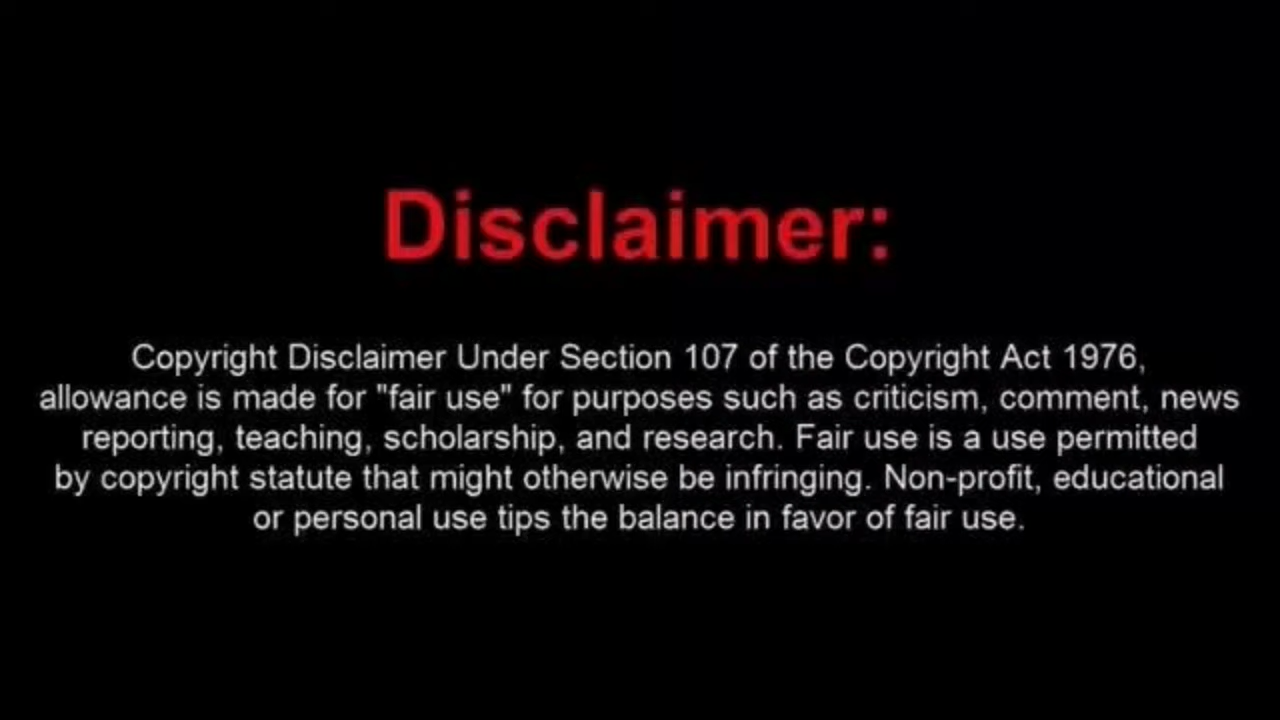 Disclaimer:
Copyright Disclaimer Under Section 107 of the Copyright Act 1976,
allowance is made for "fair use" for purposes such as criticism, comment, news
reporting, teaching, scholarship, and research. Fair use is a use permitted
by copyright statute that might otherwise be infringing. Non-profit, educational
or personal use tips the balance in favor of fair use.